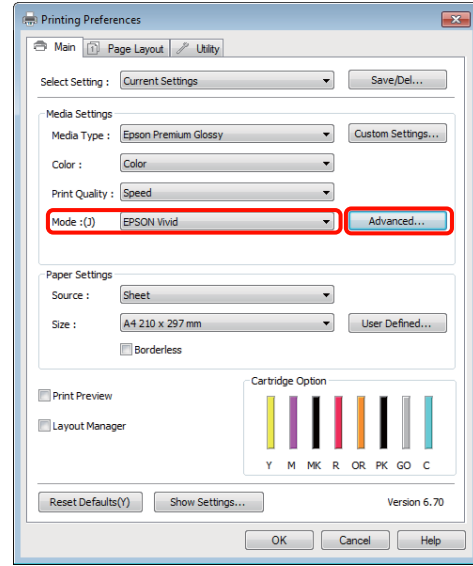 Printing Preferences
Main Page Layout Utility
Select Setting : Current Settings Save/Del...
Media Settings
Media Type : Epson Premium Glossy Custom Settings...
Color : Color
Print Quality : Speed
Mode :(J) EPSON Vivid Advanced...
Paper Settings
Source : Sheet
Size : A4 210 x 297 mm User Defined...
Borderless
Print Preview
Layout Manager
Cartridge Option
Y M MK R OR PK GO C
Reset Defaults(Y) Show Settings... Version 6.70
OK Cancel Help